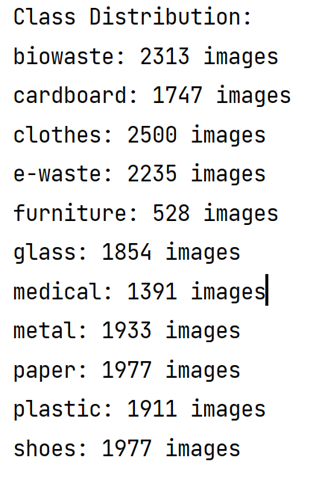 Class Distribution:
biowaste: 2313 images
cardboard: 1747 images
clothes: 2500 images
e-waste: 2235 images
furniture: 528 images
glass: 1854 images
medical: 1391 images
metal: 1933 images
paper: 1977 images
plastic: 1911 images
shoes: 1977 images